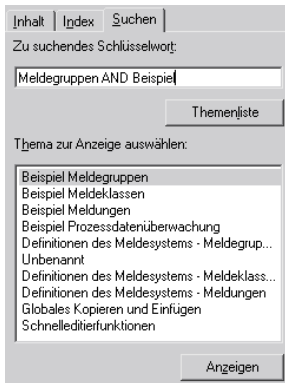 Inhalt Index Suchen
Zu suchendes Schlüsselwort:
Meldegruppen AND Beispiel
Themenliste
Thema zur Anzeige auswählen:
Beispiel Meldegruppen
Beispiel Meldeklassen
Beispiel Meldungen
Beispiel Prozessdatenüberwachung
Definitionen des Meldesystems - Meldegrup...
Unbenannt
Definitionen des Meldesystems - Meldeklass...
Definitionen des Meldesystems - Meldungen
Globales Kopieren und Einfügen
Schnelleditierfunktionen
Anzeigen